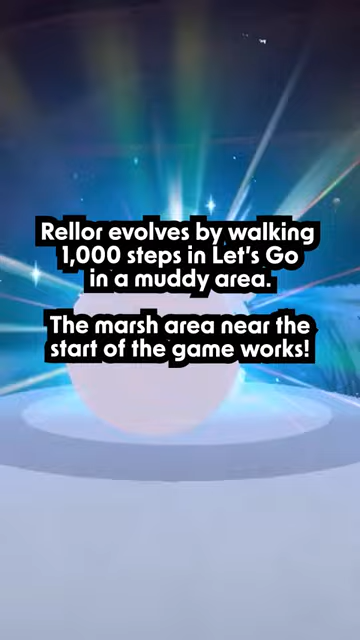 Rellor evolves by walking
1,000 steps in Let's Go
in a muddy area.
The marsh area near the
start of the game works!